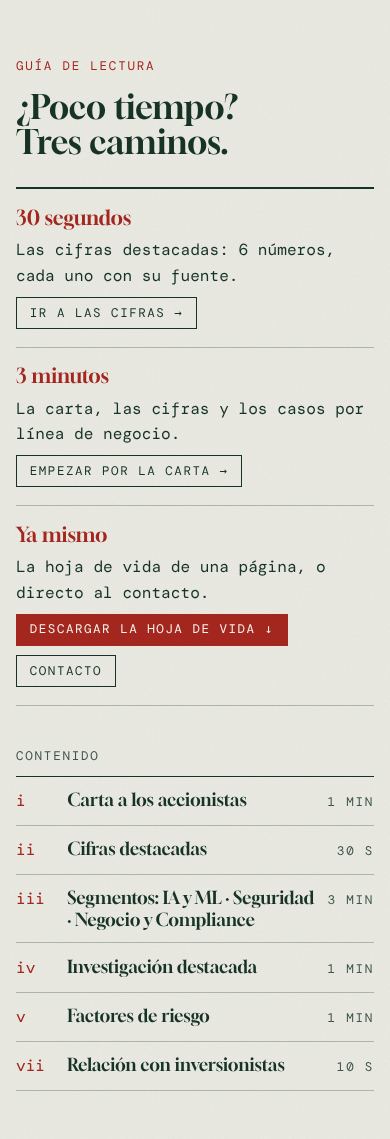 GUÍA DE LECTURA
¿Poco tiempo?
Tres caminos.
30 segundos
Las cifras destacadas: 6 números,
cada uno con su fuente.
IR A LAS CIFRAS →
3 minutos
La carta, las cifras y los casos por
línea de negocio.
EMPEZAR POR LA CARTA →
Ya mismo
La hoja de vida de una página, o
directo al contacto.
DESCARGAR LA HOJA DE VIDA ↓
CONTACTO
CONTENIDO
i Carta a los accionistas 1 MIN
ii Cifras destacadas 30 S
iii Segmentos: IA y ML · Seguridad 3 MIN
· Negocio y Compliance
iv Investigación destacada 1 MIN
v Factores de riesgo 1 MIN
vii Relación con inversionistas 10 S